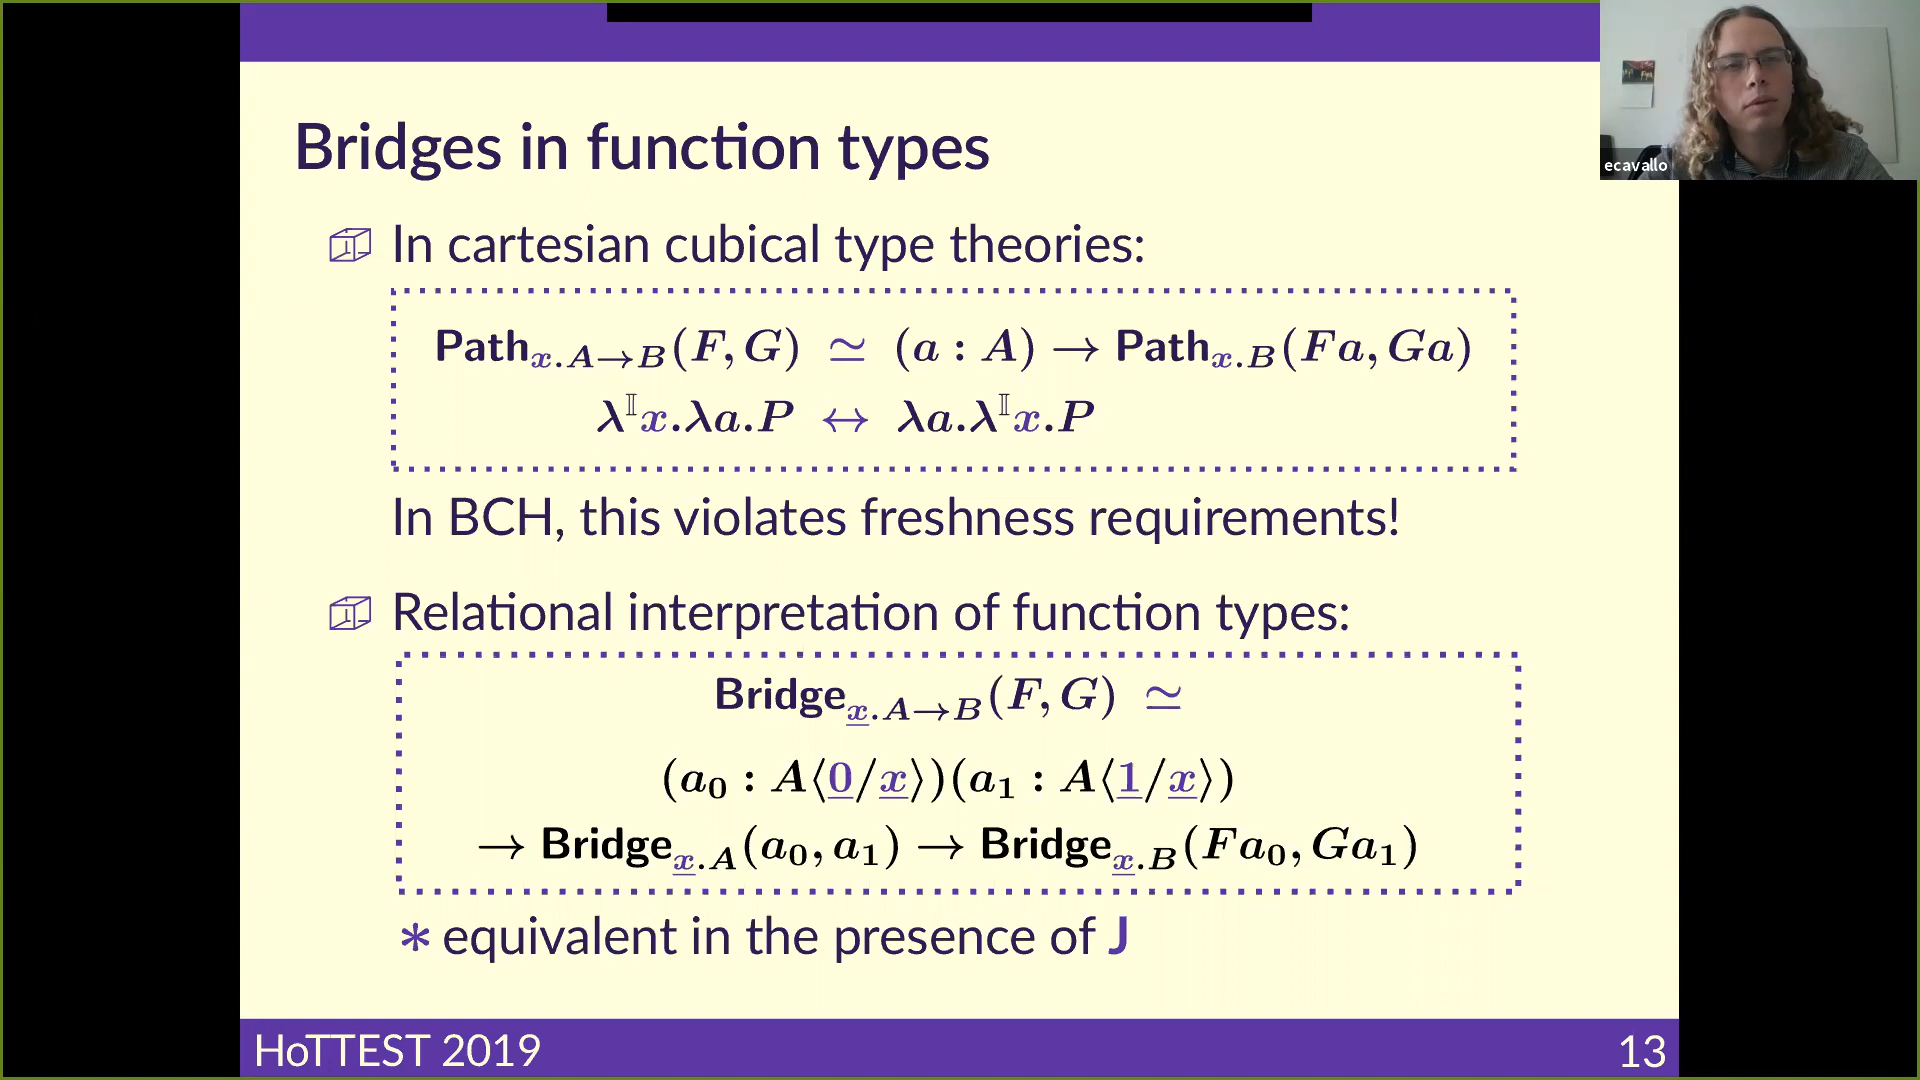 Bridges in function types
In cartesian cubical type theories:
Path_{x.A→B}(F, G) ≃ (a : A) → Path_{x.B}(Fa, Ga)
λ^𝕀x.λa.P ↔ λa.λ^𝕀x.P
In BCH, this violates freshness requirements!
Relational interpretation of function types:
Bridge_{x.A→B}(F, G) ≃
(a₀ : A⟨0/x⟩)(a₁ : A⟨1/x⟩)
→ Bridge_{x.A}(a₀, a₁) → Bridge_{x.B}(Fa₀, Ga₁)
* equivalent in the presence of J
HoTTEST 2019
13
ecavallo